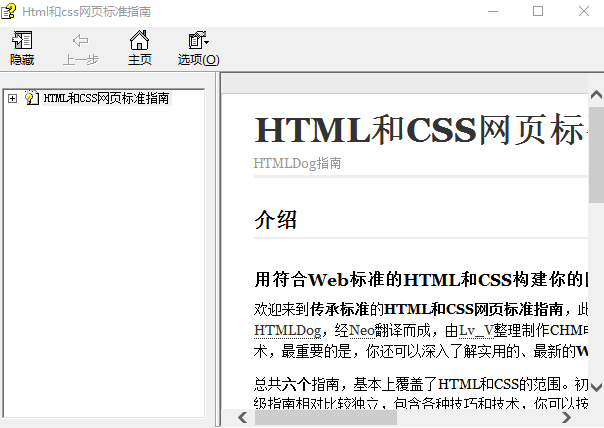 Html和css网页标准指南
隐藏 上一步 主页 选项(O)
HTML和CSS网页标准指南
HTML和CSS网页标
HTMLDog指南
介绍
用符合Web标准的HTML和CSS构建你的
欢迎来到传承标准的HTML和CSS网页标准指南，此
HTMLDog，经Neo翻译而成，由Lv_V整理制作CHM电
术，最重要的是，你还可以深入了解实用的、最新的W
总共六个指南，基本上覆盖了HTML和CSS的范围。初
级指南相对比较独立，包含各种技巧和技术，你可以按